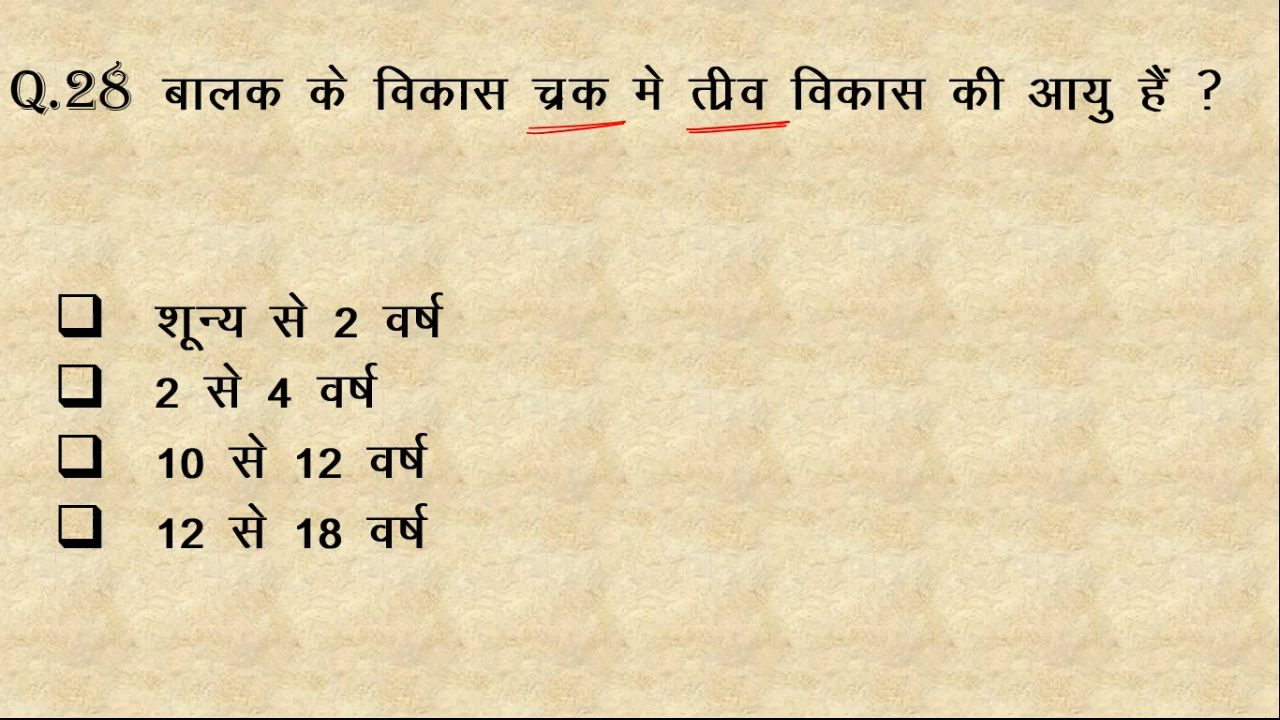 Q.28 बालक के विकास च्रक मे तीव्र विकास की आयु हैं ?
❑ शून्य से 2 वर्ष
❑ 2 से 4 वर्ष
❑ 10 से 12 वर्ष
❑ 12 से 18 वर्ष